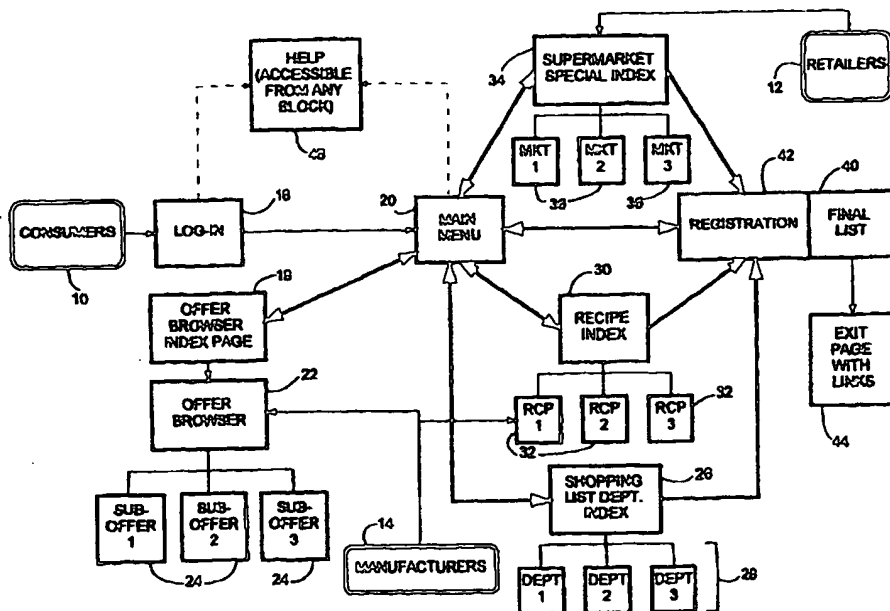 HELP
(ACCESSIBLE
FROM ANY
BLOCK)
48
34
SUPERMARKET
SPECIAL INDEX
12
RETAILERS
MKT
1
MKT
2
MKT
3
36
36
CONSUMERS
10
18
LOG-IN
20
MAIN
MENU
42
REGISTRATION
40
FINAL
LIST
19
OFFER
BROWSER
INDEX PAGE
30
RECIPE
INDEX
EXIT
PAGE
WITH
LINKS
44
22
OFFER
BROWSER
RCP
1
RCP
2
RCP
3
32
32
SUB-
OFFER
1
SUB-
OFFER
2
SUB-
OFFER
3
24
24
14
MANUFACTURERS
26
SHOPPING
LIST DEPT.
INDEX
DEPT
1
DEPT
2
DEPT
3
28